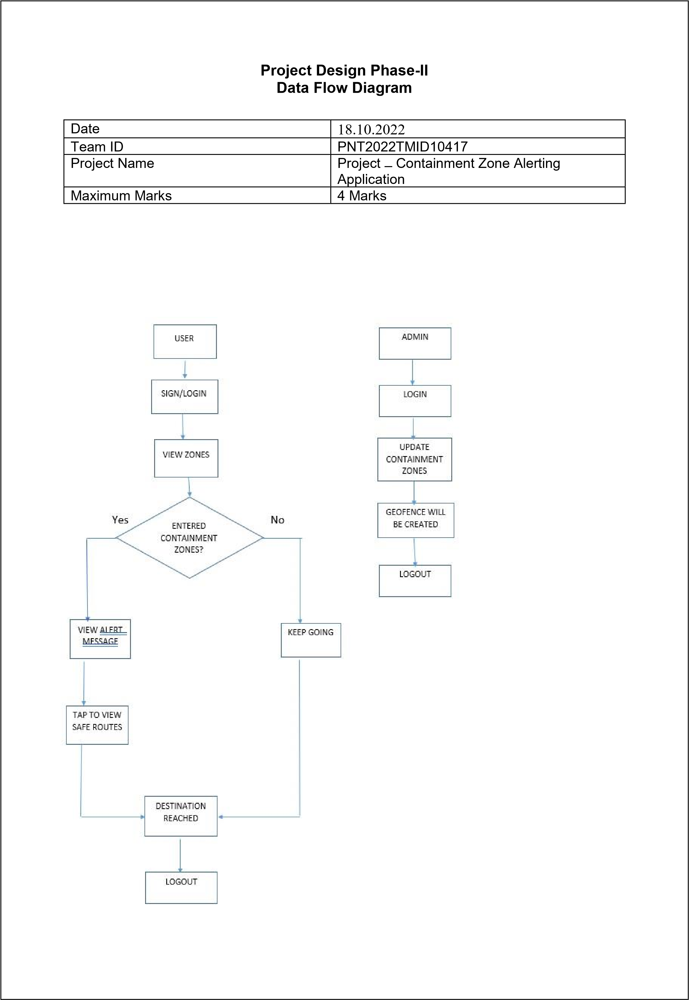 Project Design Phase-II
Data Flow Diagram
Date
18.10.2022
Team ID
PNT2022TMID10417
Project Name
Project – Containment Zone Alerting
Application
Maximum Marks
4 Marks
USER
SIGN/LOGIN
VIEW ZONES
Yes
No
ENTERED
CONTAINMENT
ZONES?
VIEW ALERT
MESSAGE
KEEP GOING
TAP TO VIEW
SAFE ROUTES
DESTINATION
REACHED
LOGOUT
ADMIN
LOGIN
UPDATE
CONTAINMENT
ZONES
GEOFENCE WILL
BE CREATED
LOGOUT